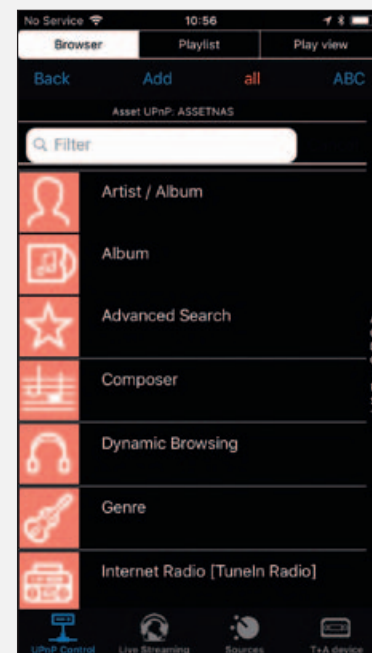 No Service 10:56
Browser Playlist Play view
Back Add all ABC
Asset UPnP: ASSETNAS
Filter
Artist / Album
Album
Advanced Search
Composer
Dynamic Browsing
Genre
Internet Radio [TuneIn Radio]
UPnP Control Live Streaming Sources T+A device